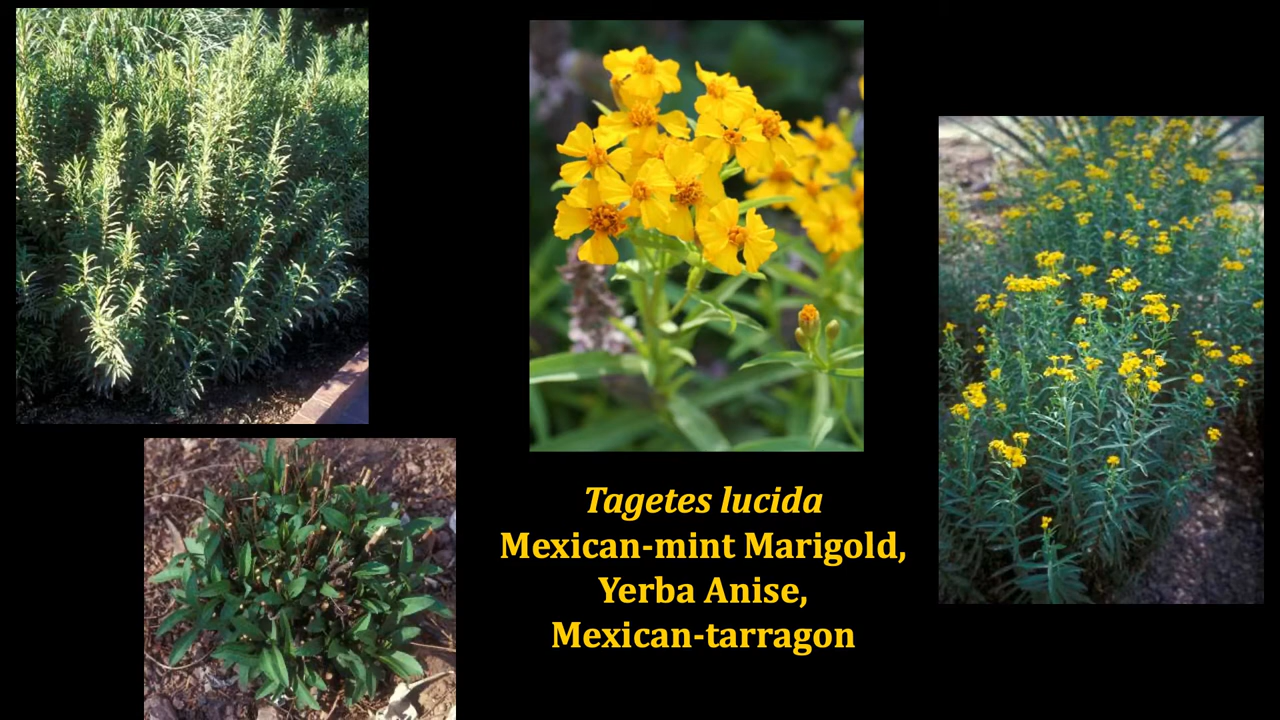 Tagetes lucida
Mexican-mint Marigold,
Yerba Anise,
Mexican-tarragon